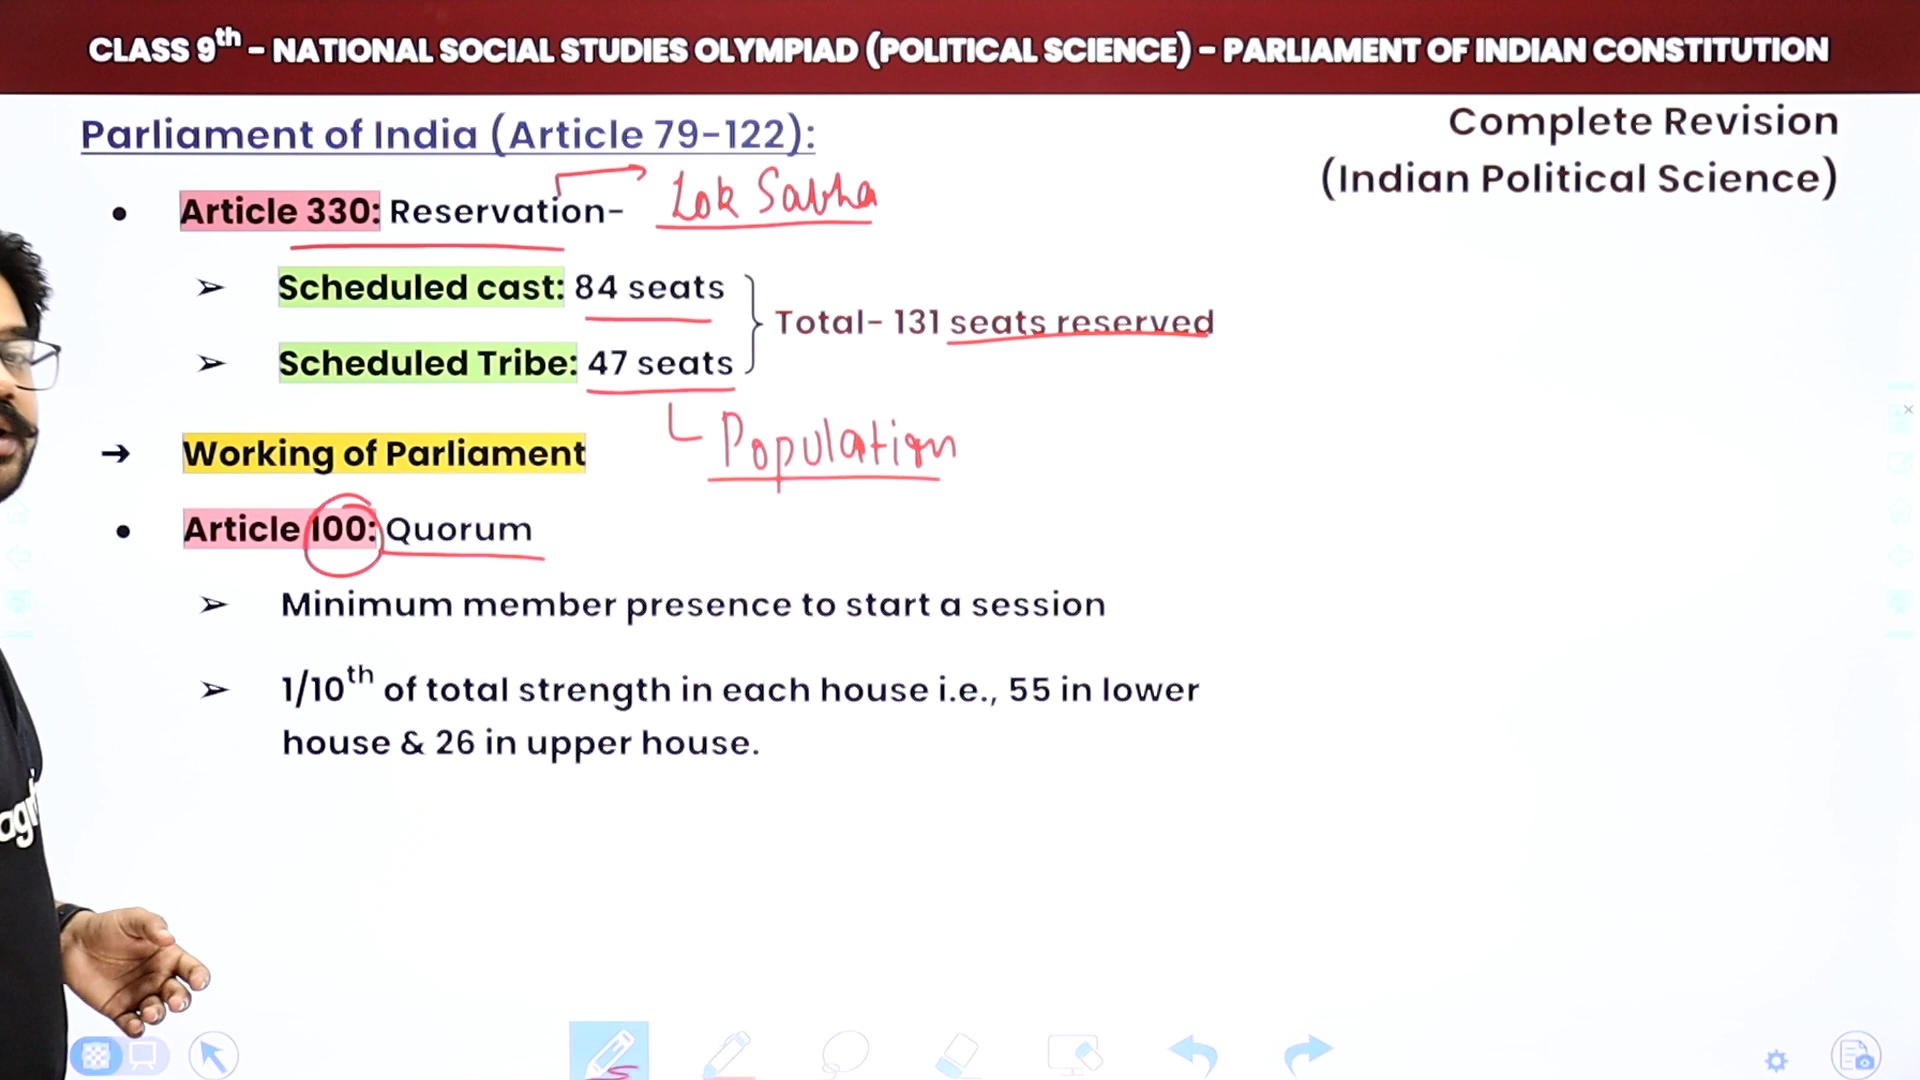 CLASS 9th - NATIONAL SOCIAL STUDIES OLYMPIAD (POLITICAL SCIENCE) - PARLIAMENT OF INDIAN CONSTITUTION
Parliament of India (Article 79-122):
Complete Revision
(Indian Political Science)
• Article 330: Reservation- Lok Sabha
➢ Scheduled cast: 84 seats
Total- 131 seats reserved
➢ Scheduled Tribe: 47 seats
Population
→ Working of Parliament
• Article 100: Quorum
➢ Minimum member presence to start a session
➢ 1/10th of total strength in each house i.e., 55 in lower
house & 26 in upper house.